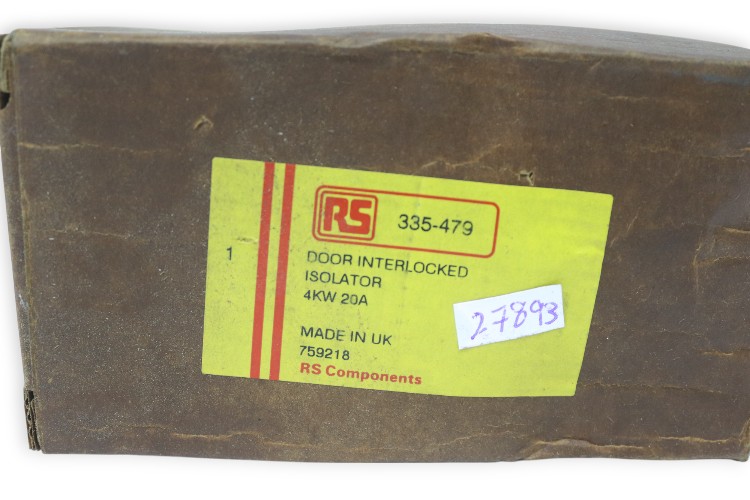 RS 335-479
1
DOOR INTERLOCKED
ISOLATOR
4KW 20A
27893
MADE IN UK
759218
RS Components